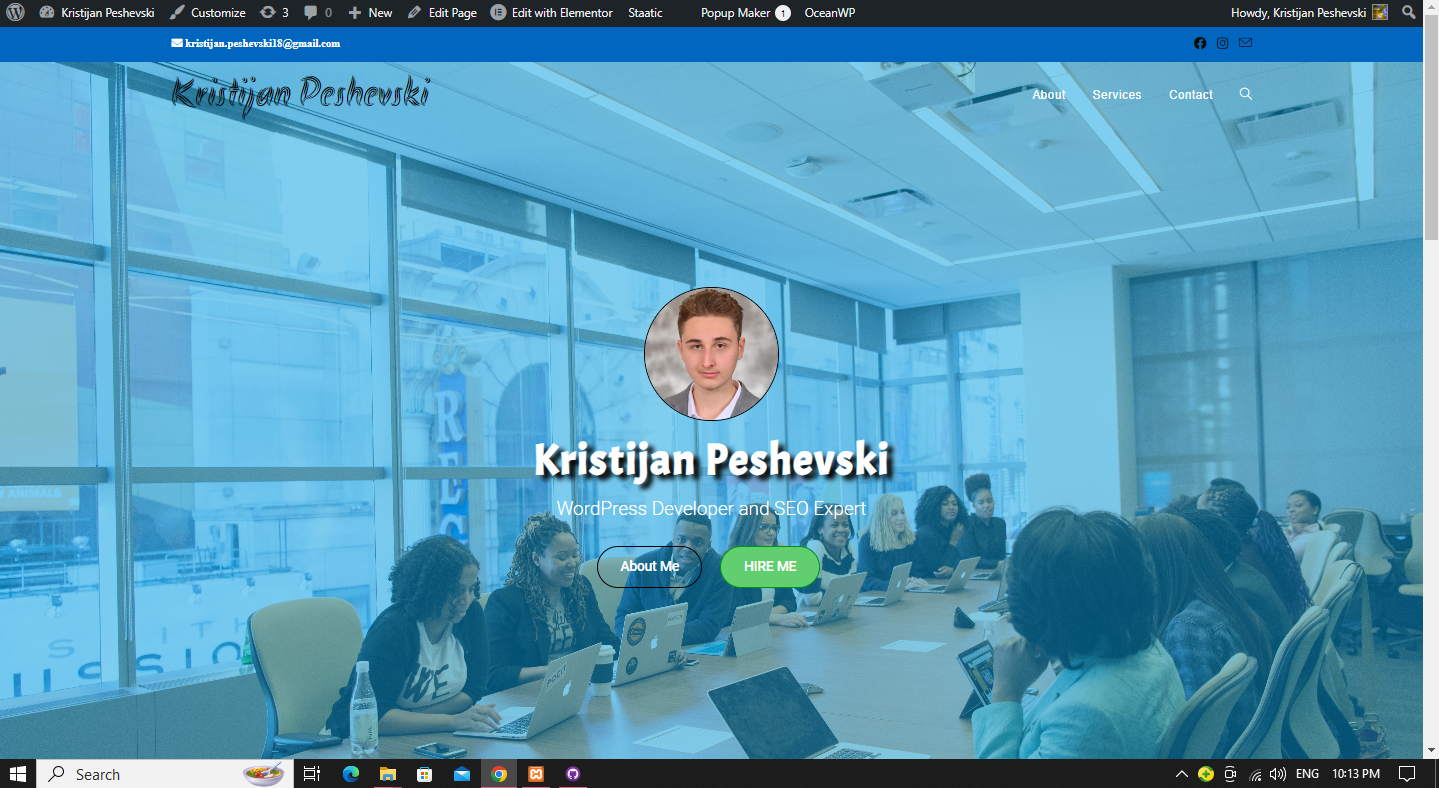 Kristijan Peshevski Customize 3 0 New Edit Page Edit with Elementor Staatic Popup Maker 1 OceanWP Howdy, Kristijan Peshevski
kristijan.peshevski18@gmail.com
Kristijan Peshevski About Services Contact
Kristijan Peshevski
WordPress Developer and SEO Expert
About Me HIRE ME
ANIMALS
WE
Search ENG 10:13 PM